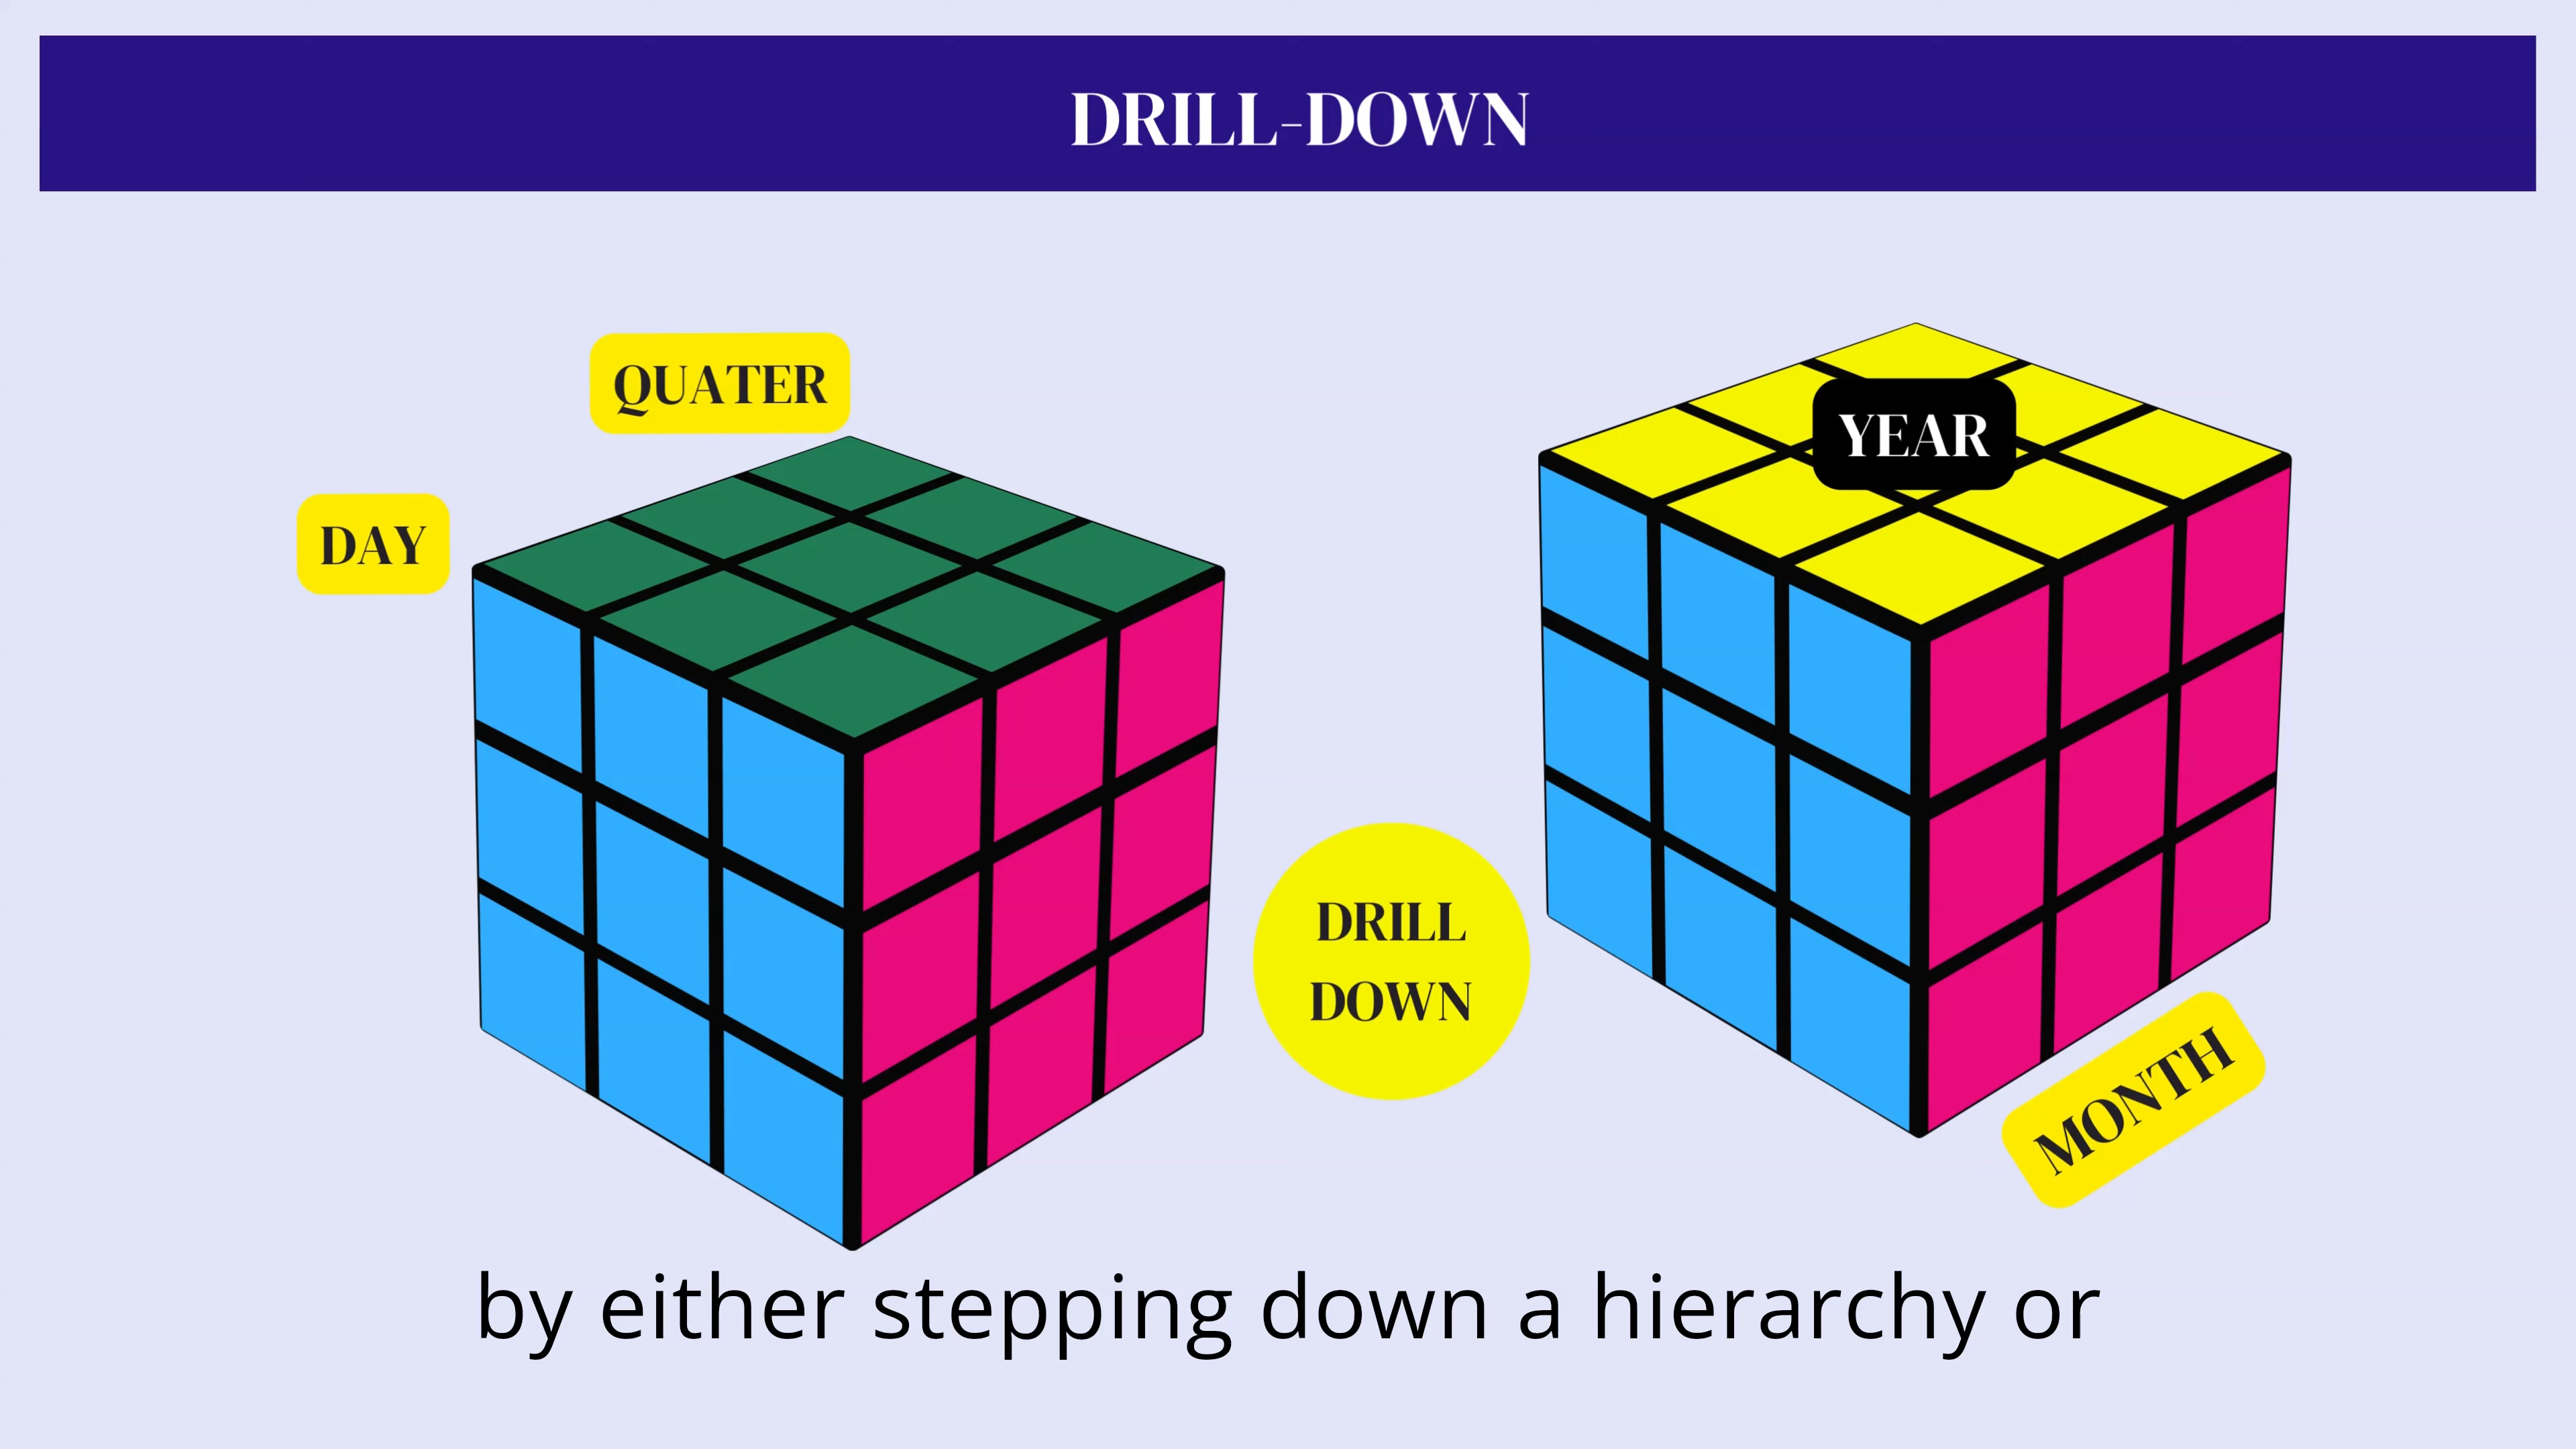 DRILL-DOWN
QUATER
DAY
YEAR
DRILL
DOWN
MONTH
by either stepping down a hierarchy or